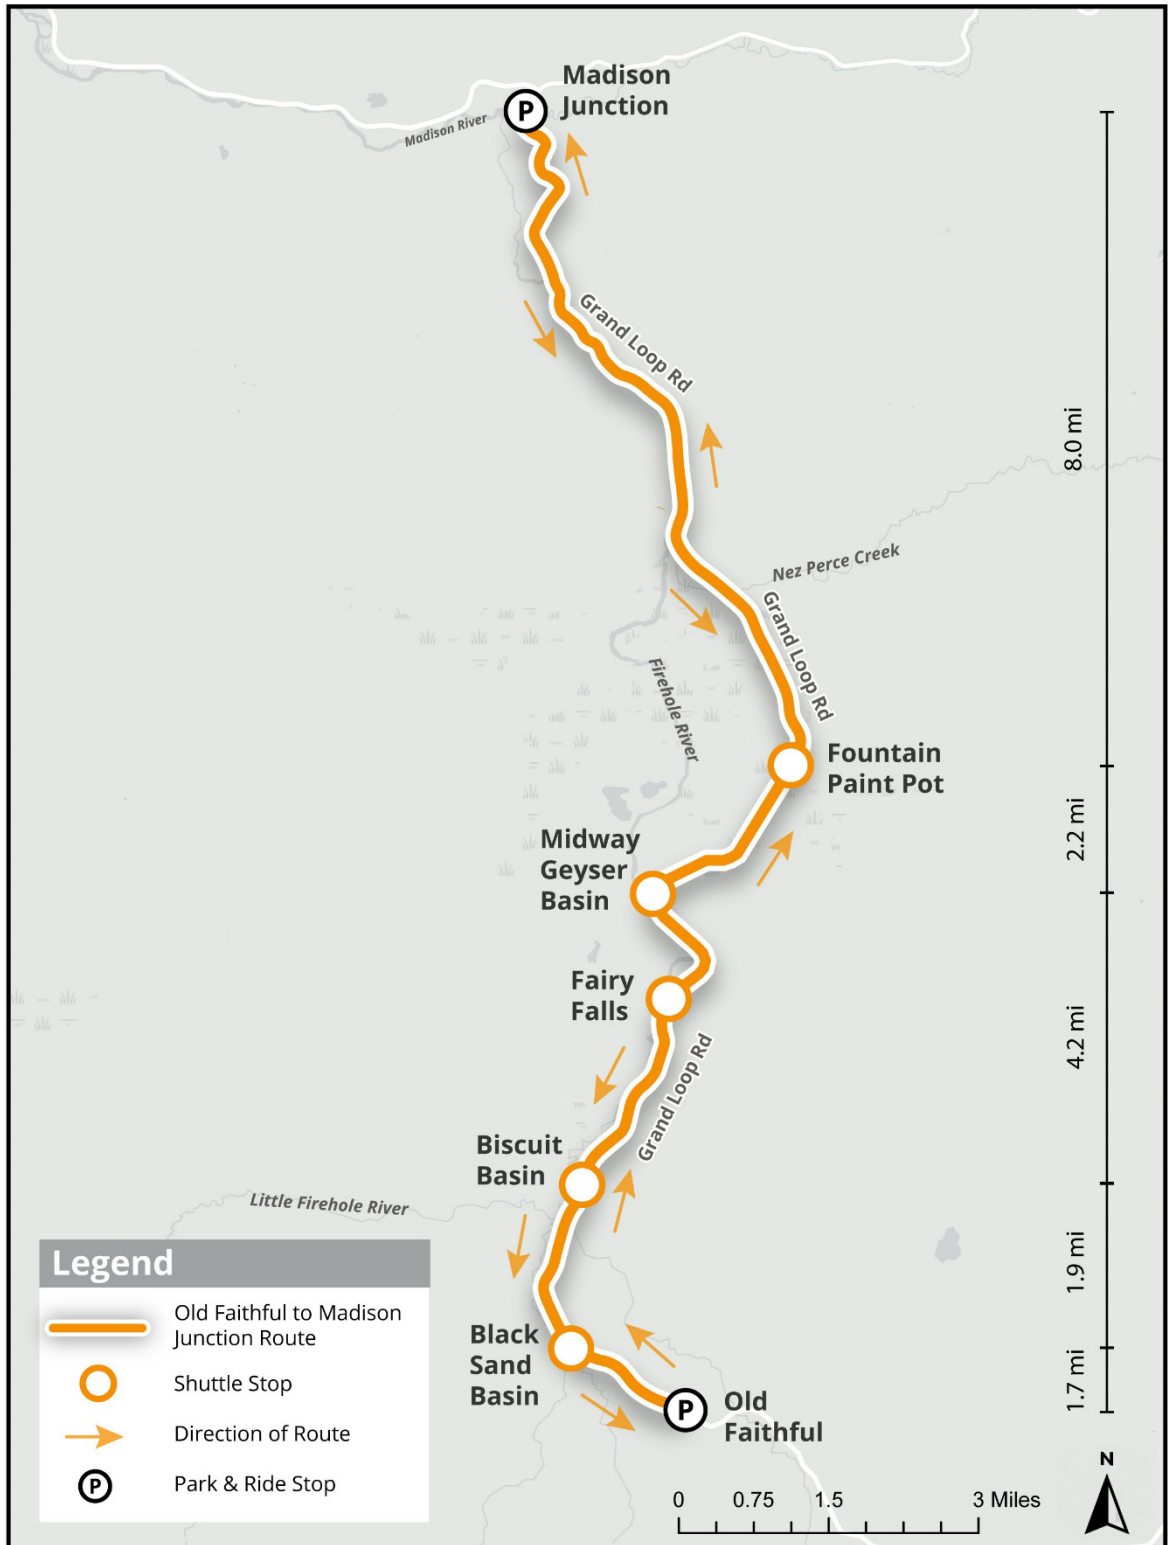 Madison
Junction
P
Madison River
Grand Loop Rd
8.0 mi
Nez Perce Creek
Grand Loop Rd
Firehole River
Fountain
Paint Pot
2.2 mi
Midway
Geyser
Basin
Fairy
Falls
4.2 mi
Grand Loop Rd
Biscuit
Basin
Little Firehole River
1.9 mi
Black
Sand
Basin
1.7 mi
P
Old
Faithful
Legend
Old Faithful to Madison
Junction Route
Shuttle Stop
Direction of Route
P
Park & Ride Stop
0 0.75 1.5 3 Miles
N